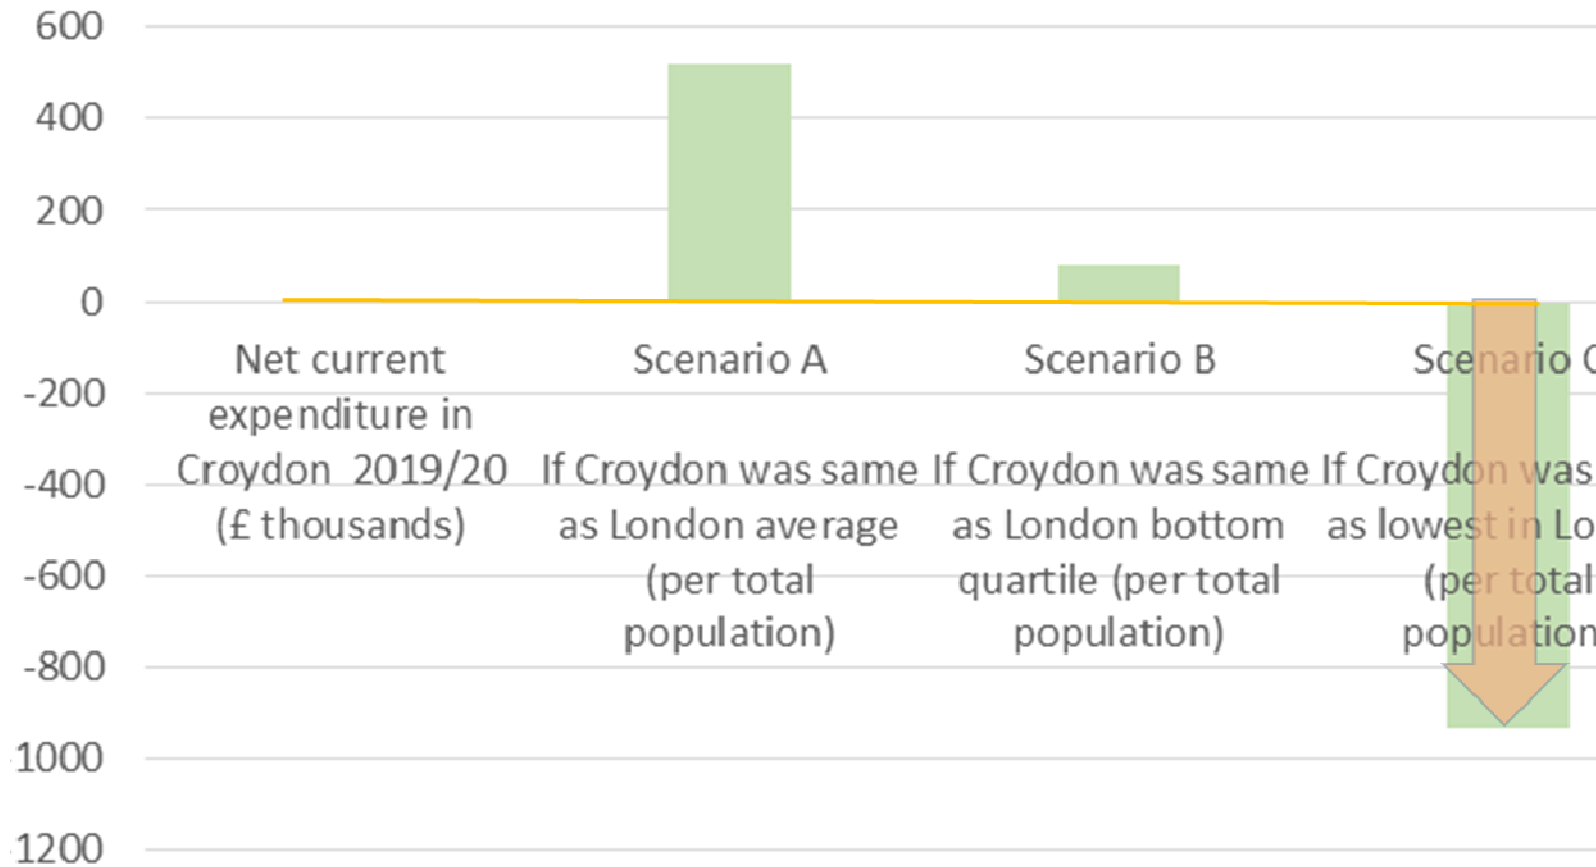 600
400
200
0
-200
-400
-600
-800
1000
1200
Net current
expenditure in
Croydon 2019/20
(£ thousands)
Scenario A
If Croydon was same
as London average
(per total
population)
Scenario B
If Croydon was same
as London bottom
quartile (per total
population)
Scenario C
If Croydon was
as lowest in Lo
(per total
population